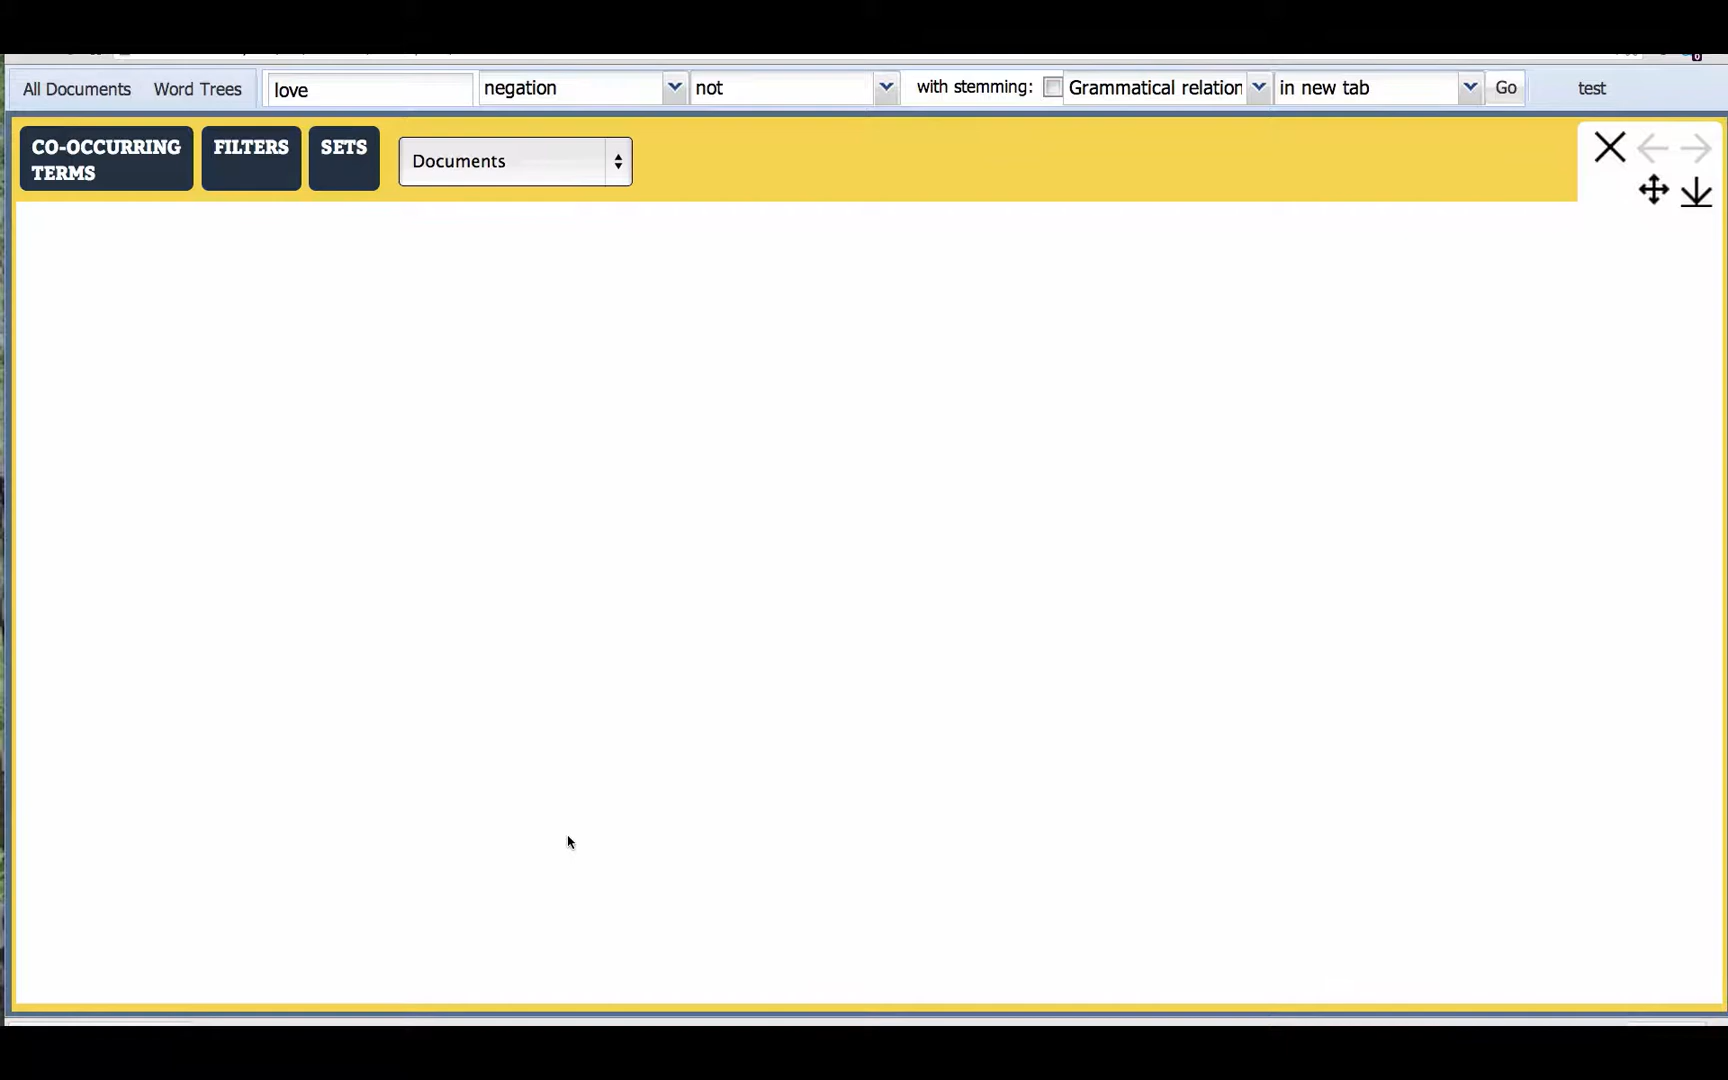 All Documents Word Trees love negation not with stemming: Grammatical relation in new tab Go test
CO-OCCURRING
TERMS
FILTERS
SETS
Documents